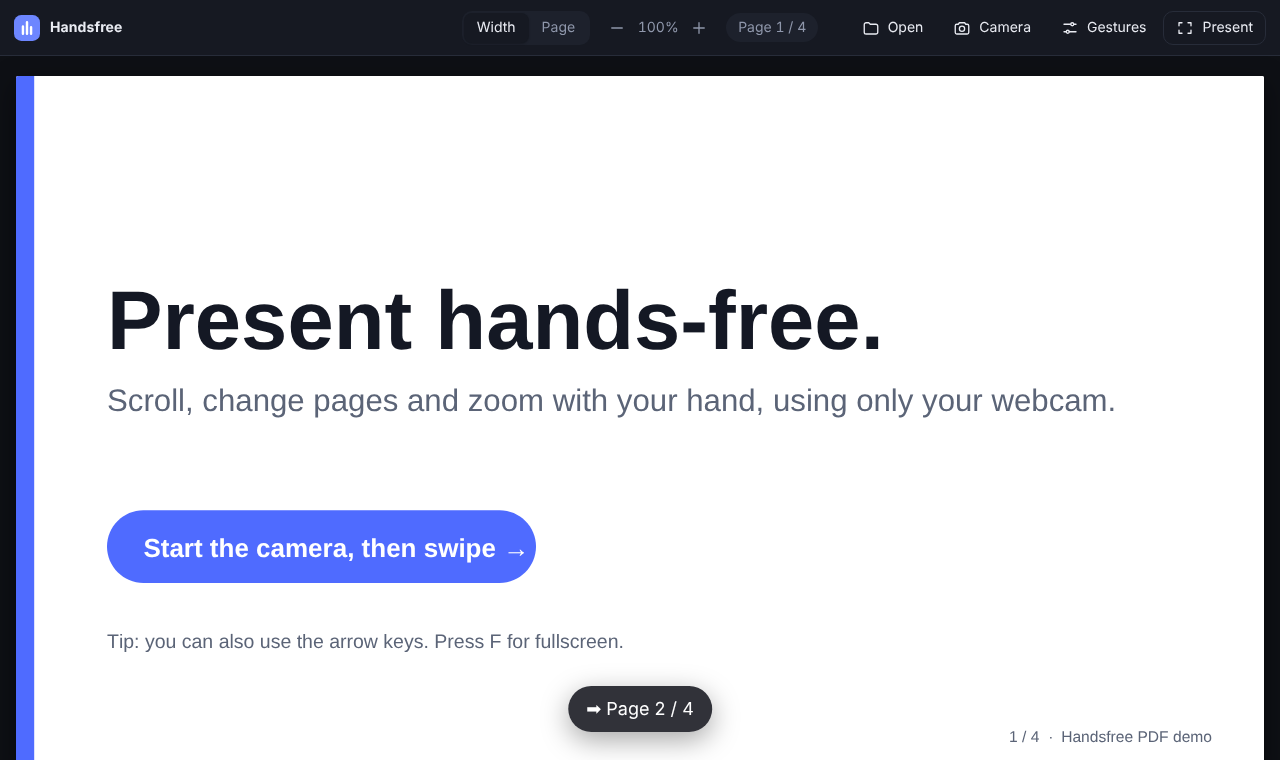 Handsfree
Width Page — 100% + Page 1 / 4 Open Camera Gestures Present
Present hands-free.
Scroll, change pages and zoom with your hand, using only your webcam.
Start the camera, then swipe →
Tip: you can also use the arrow keys. Press F for fullscreen.
➡ Page 2 / 4
1 / 4 · Handsfree PDF demo